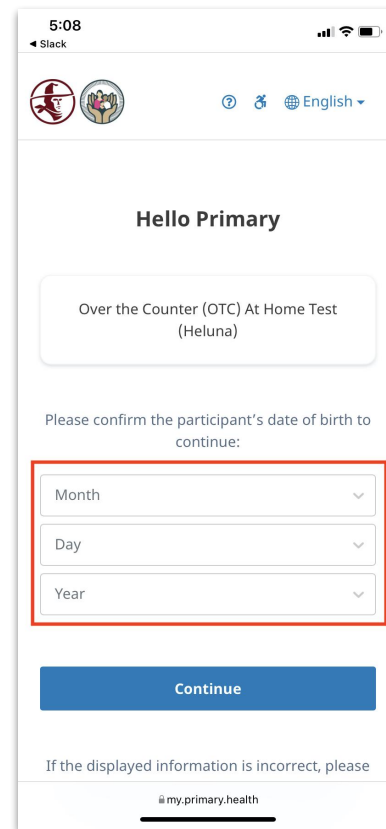 5:08
◀ Slack
English
Hello Primary
Over the Counter (OTC) At Home Test
(Heluna)
Please confirm the participant's date of birth to
continue:
Month
Day
Year
Continue
If the displayed information is incorrect, please
my.primary.health